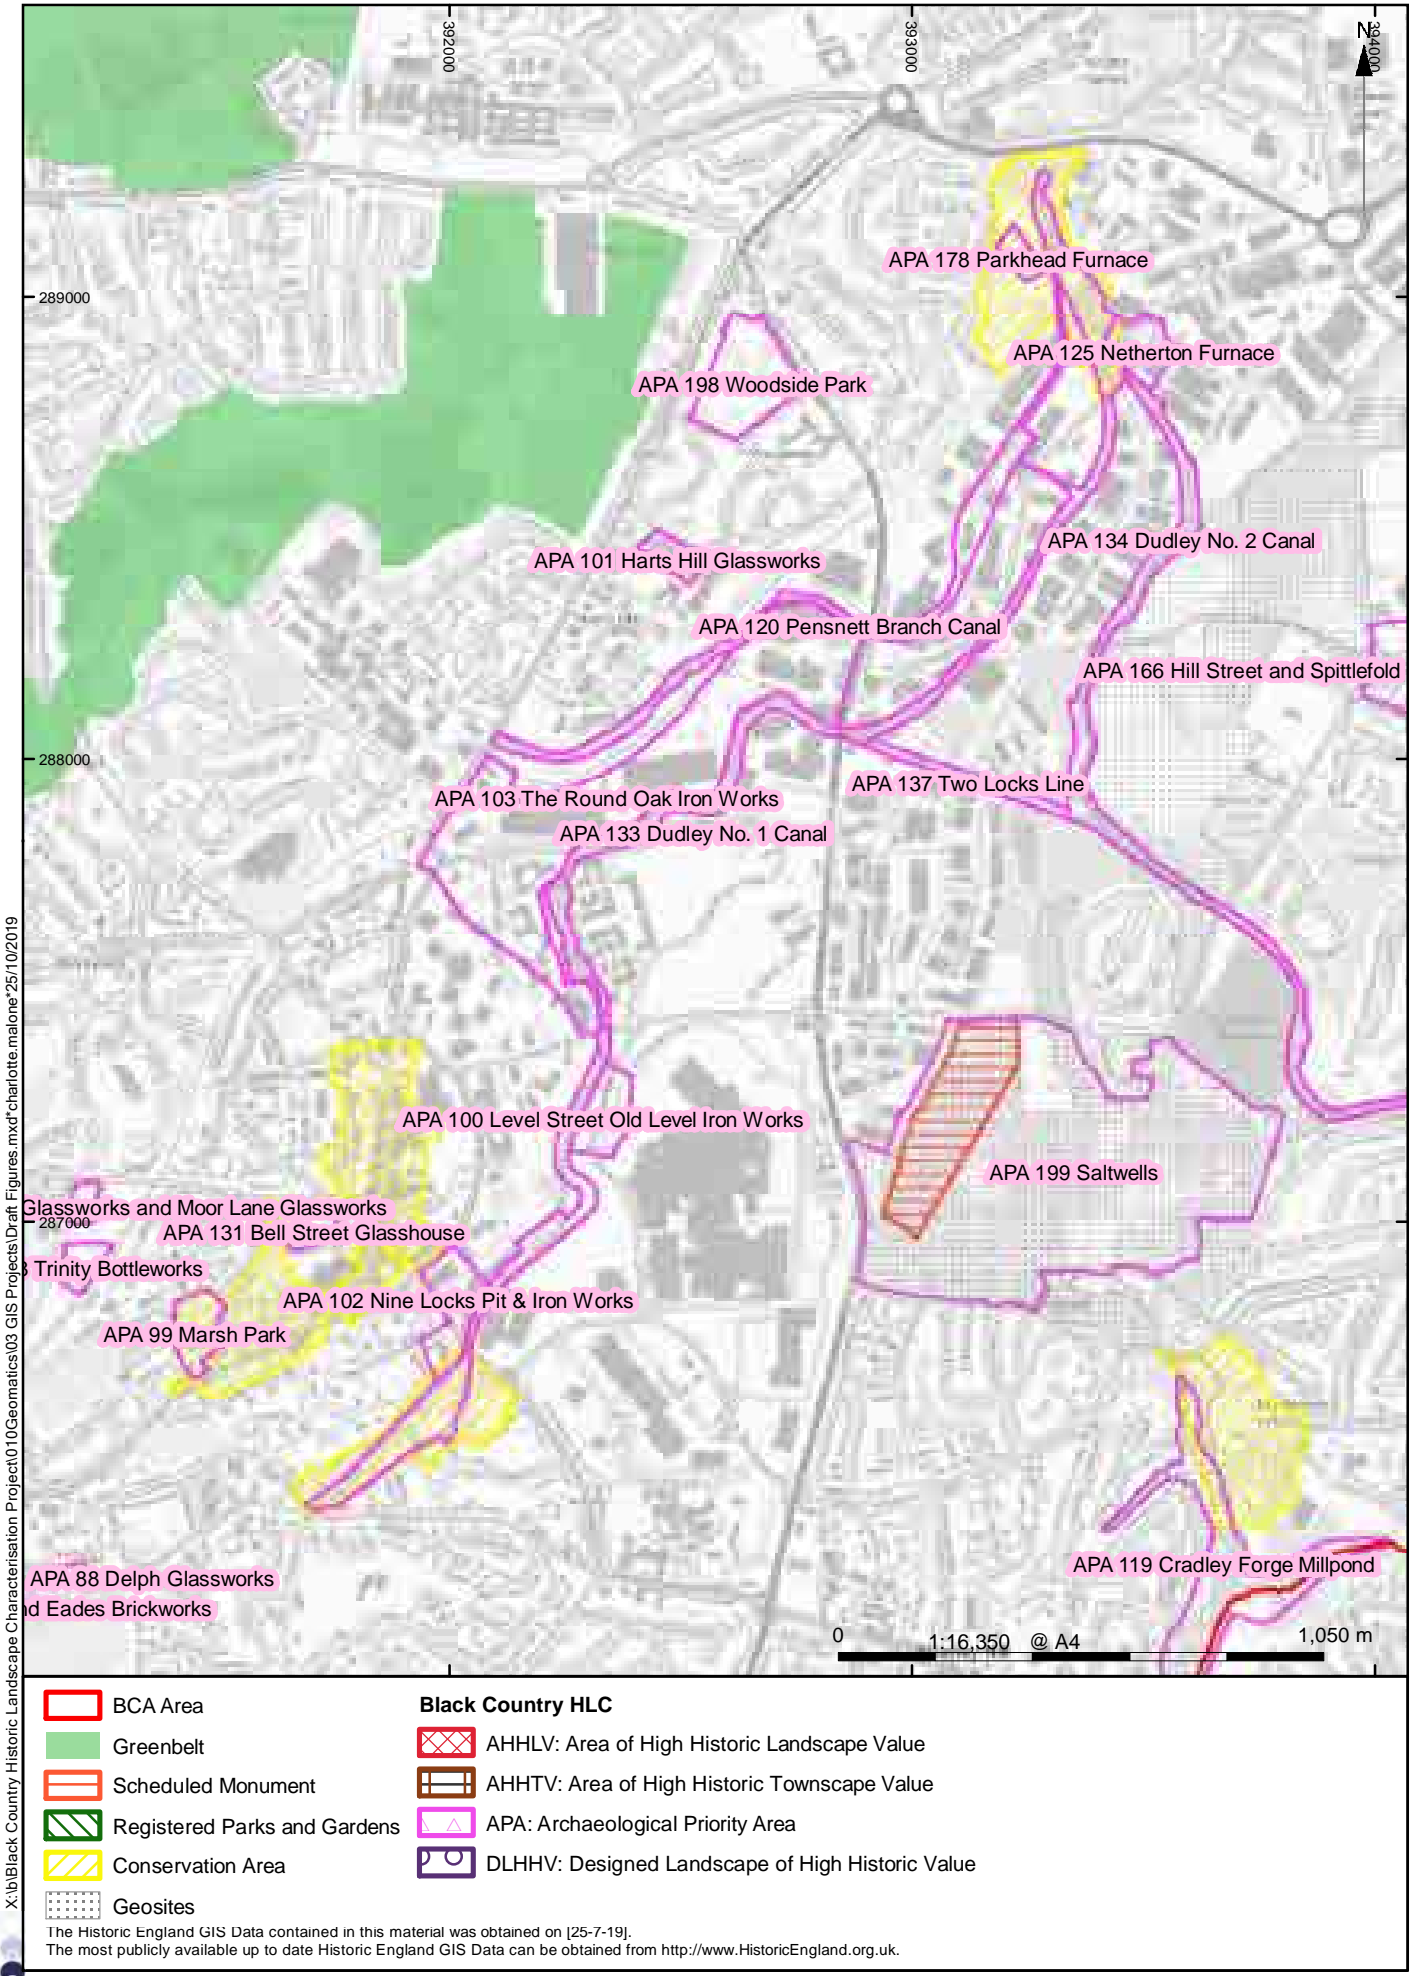 392000
393000
394000
N
APA 178 Parkhead Furnace
289000
APA 125 Netherton Furnace
APA 198 Woodside Park
APA 134 Dudley No. 2 Canal
APA 101 Harts Hill Glassworks
APA 120 Pensnett Branch Canal
APA 166 Hill Street and Spittlefold
288000
APA 137 Two Locks Line
APA 103 The Round Oak Iron Works
APA 133 Dudley No. 1 Canal
APA 100 Level Street Old Level Iron Works
APA 199 Saltwells
Glassworks and Moor Lane Glassworks
287000
APA 131 Bell Street Glasshouse
Trinity Bottleworks
APA 102 Nine Locks Pit & Iron Works
APA 99 Marsh Park
APA 119 Cradley Forge Millpond
APA 88 Delph Glassworks
Eades Brickworks
0 1:16,350 @ A4 1,050 m
X:\b\Black Country Historic Landscape Characterisation Project\010Geomatics\03 GIS Projects\Draft Figures.mxd*charlotte.malone*25/10/2019
BCA Area
Greenbelt
Scheduled Monument
Registered Parks and Gardens
Conservation Area
Geosites
Black Country HLC
AHHLV: Area of High Historic Landscape Value
AHHTV: Area of High Historic Townscape Value
APA: Archaeological Priority Area
DLHHV: Designed Landscape of High Historic Value
The Historic England GIS Data contained in this material was obtained on [25-7-19].
The most publicly available up to date Historic England GIS Data can be obtained from http://www.HistoricEngland.org.uk.